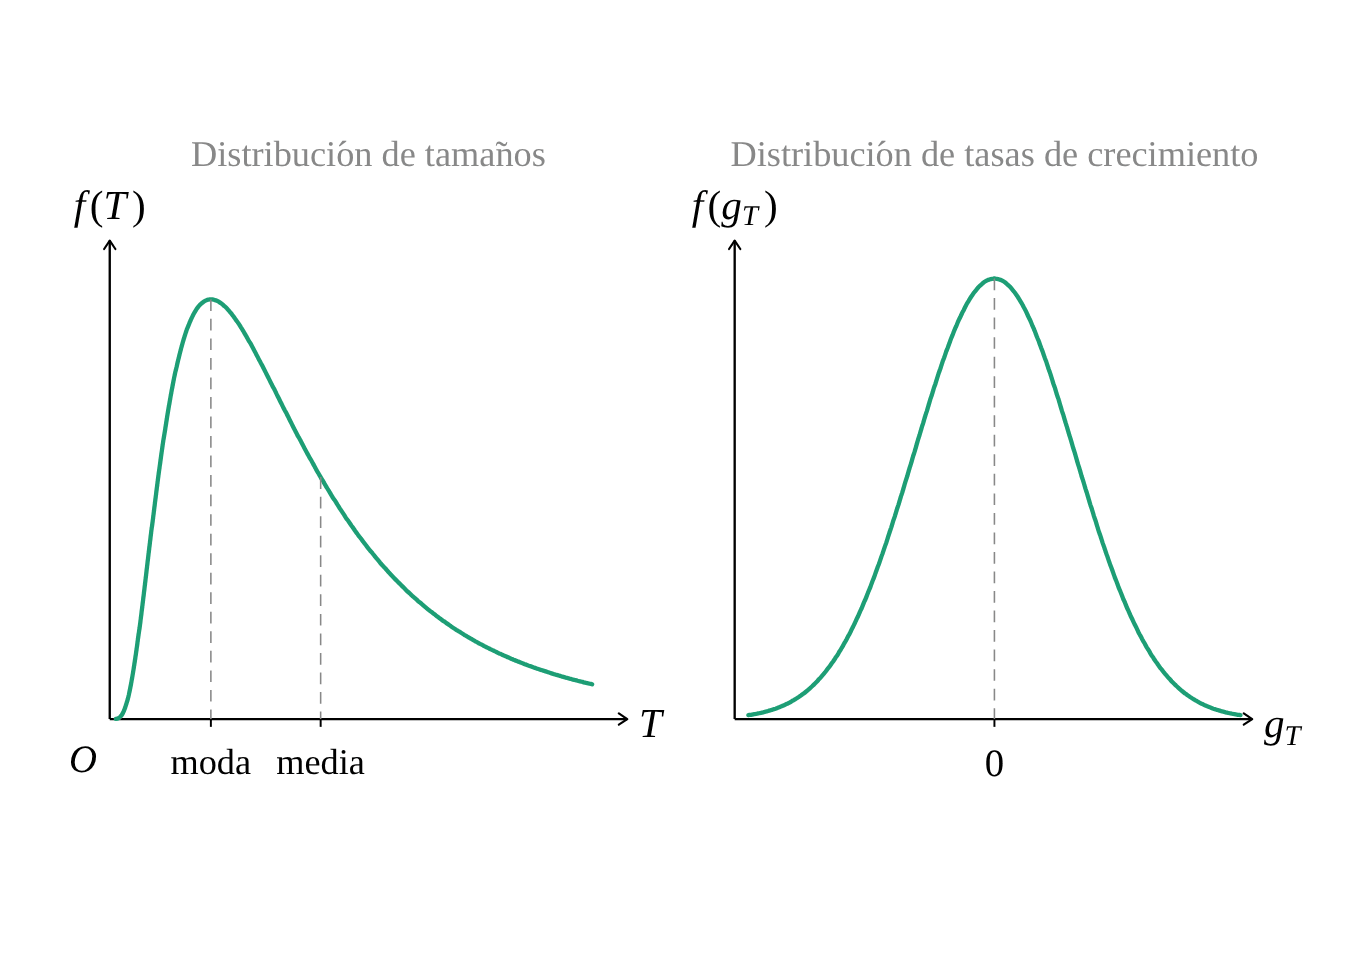 Distribución de tamaños
f(T)
T
O
moda
media
Distribución de tasas de crecimiento
f(g_T)
g_T
0